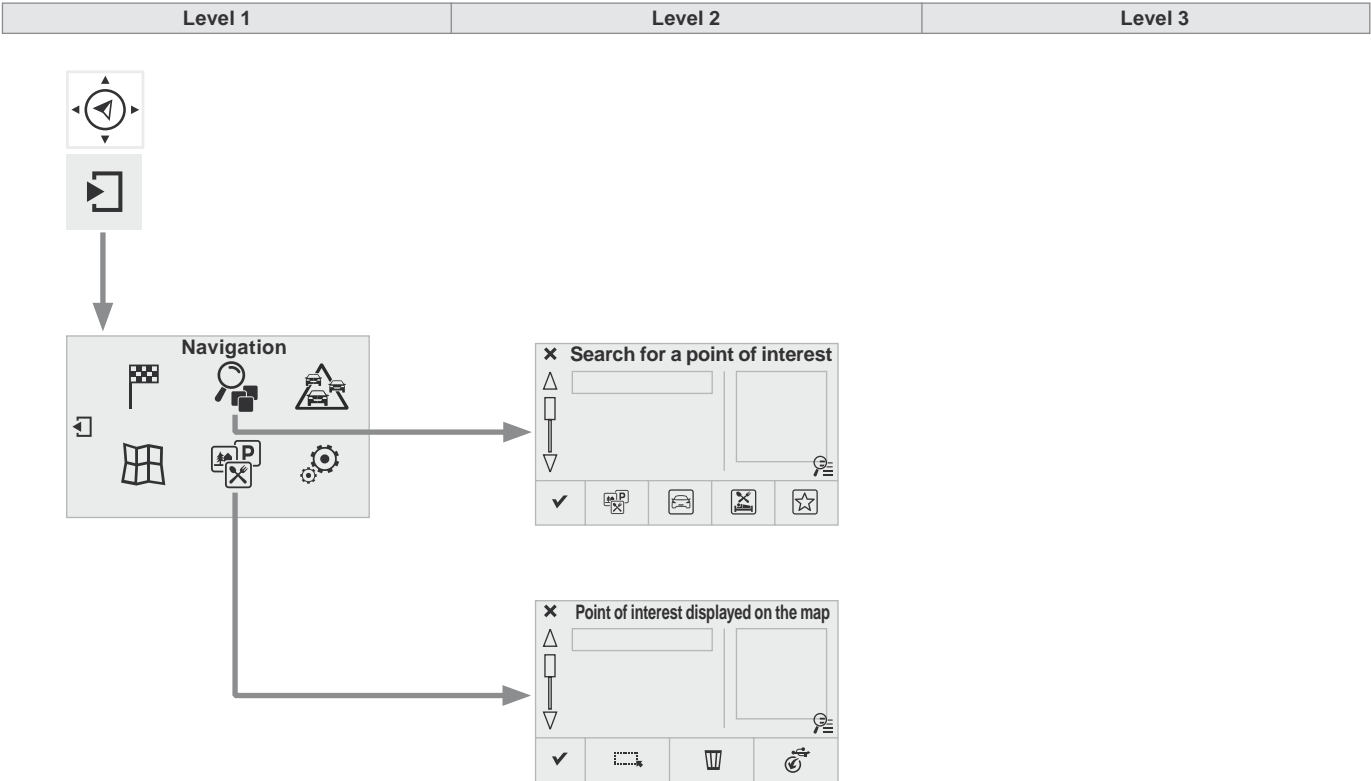 Level 1
Level 2
Level 3
Navigation
P
Search for a point of interest
P
Point of interest displayed on the map